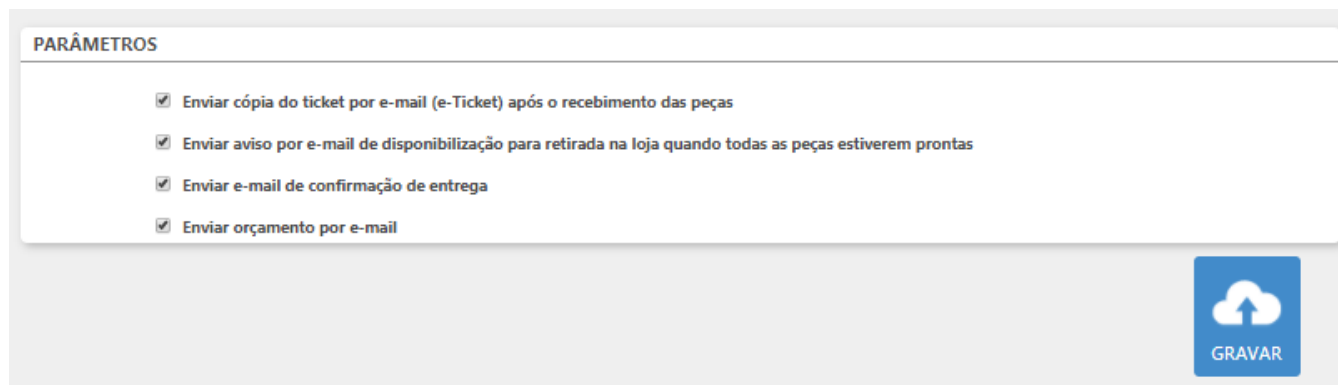 PARÂMETROS
Enviar cópia do ticket por e-mail (e-Ticket) após o recebimento das peças
Enviar aviso por e-mail de disponibilização para retirada na loja quando todas as peças estiverem prontas
Enviar e-mail de confirmação de entrega
Enviar orçamento por e-mail
GRAVAR